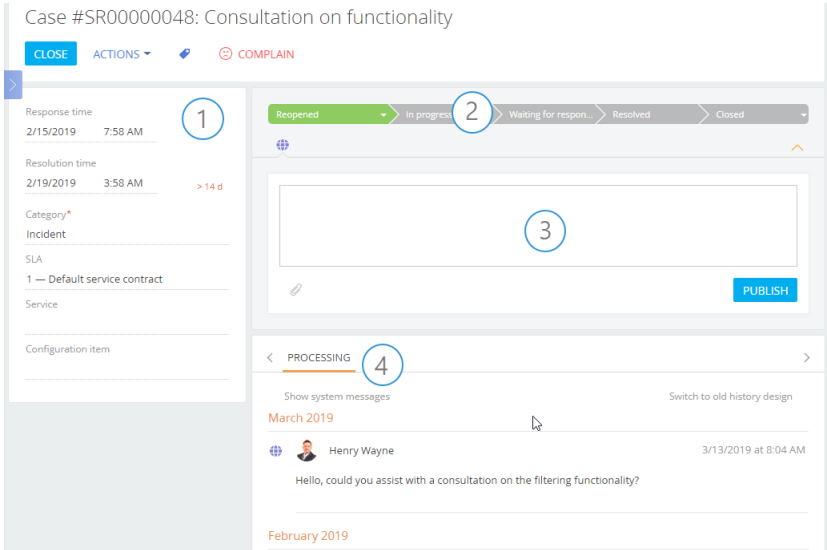 Case #SR00000048: Consultation on functionality
CLOSE ACTIONS COMPLAIN
1
Response time
2/15/2019 7:58 AM
Resolution time
2/19/2019 3:58 AM > 14 d
Category*
Incident
SLA
1 — Default service contract
Service
Configuration item
Reopened In progress 2 Waiting for respon... Resolved Closed
3
PUBLISH
PROCESSING 4
Show system messages Switch to old history design
March 2019
Henry Wayne 3/13/2019 at 8:04 AM
Hello, could you assist with a consultation on the filtering functionality?
February 2019